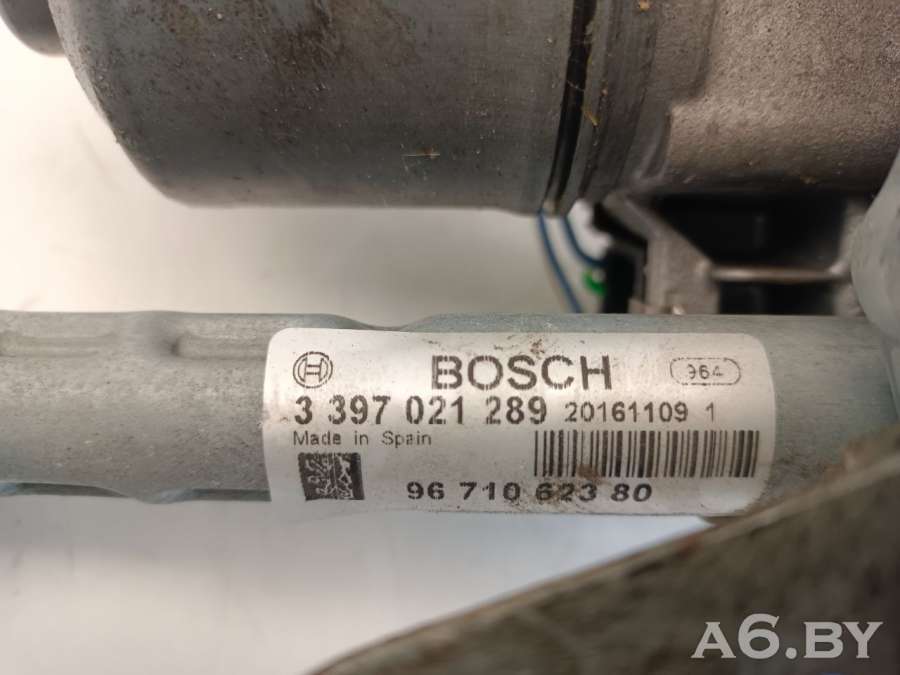 BOSCH 964
3 397 021 289 20161109 1
Made in Spain
96 710 623 80
A6.BY